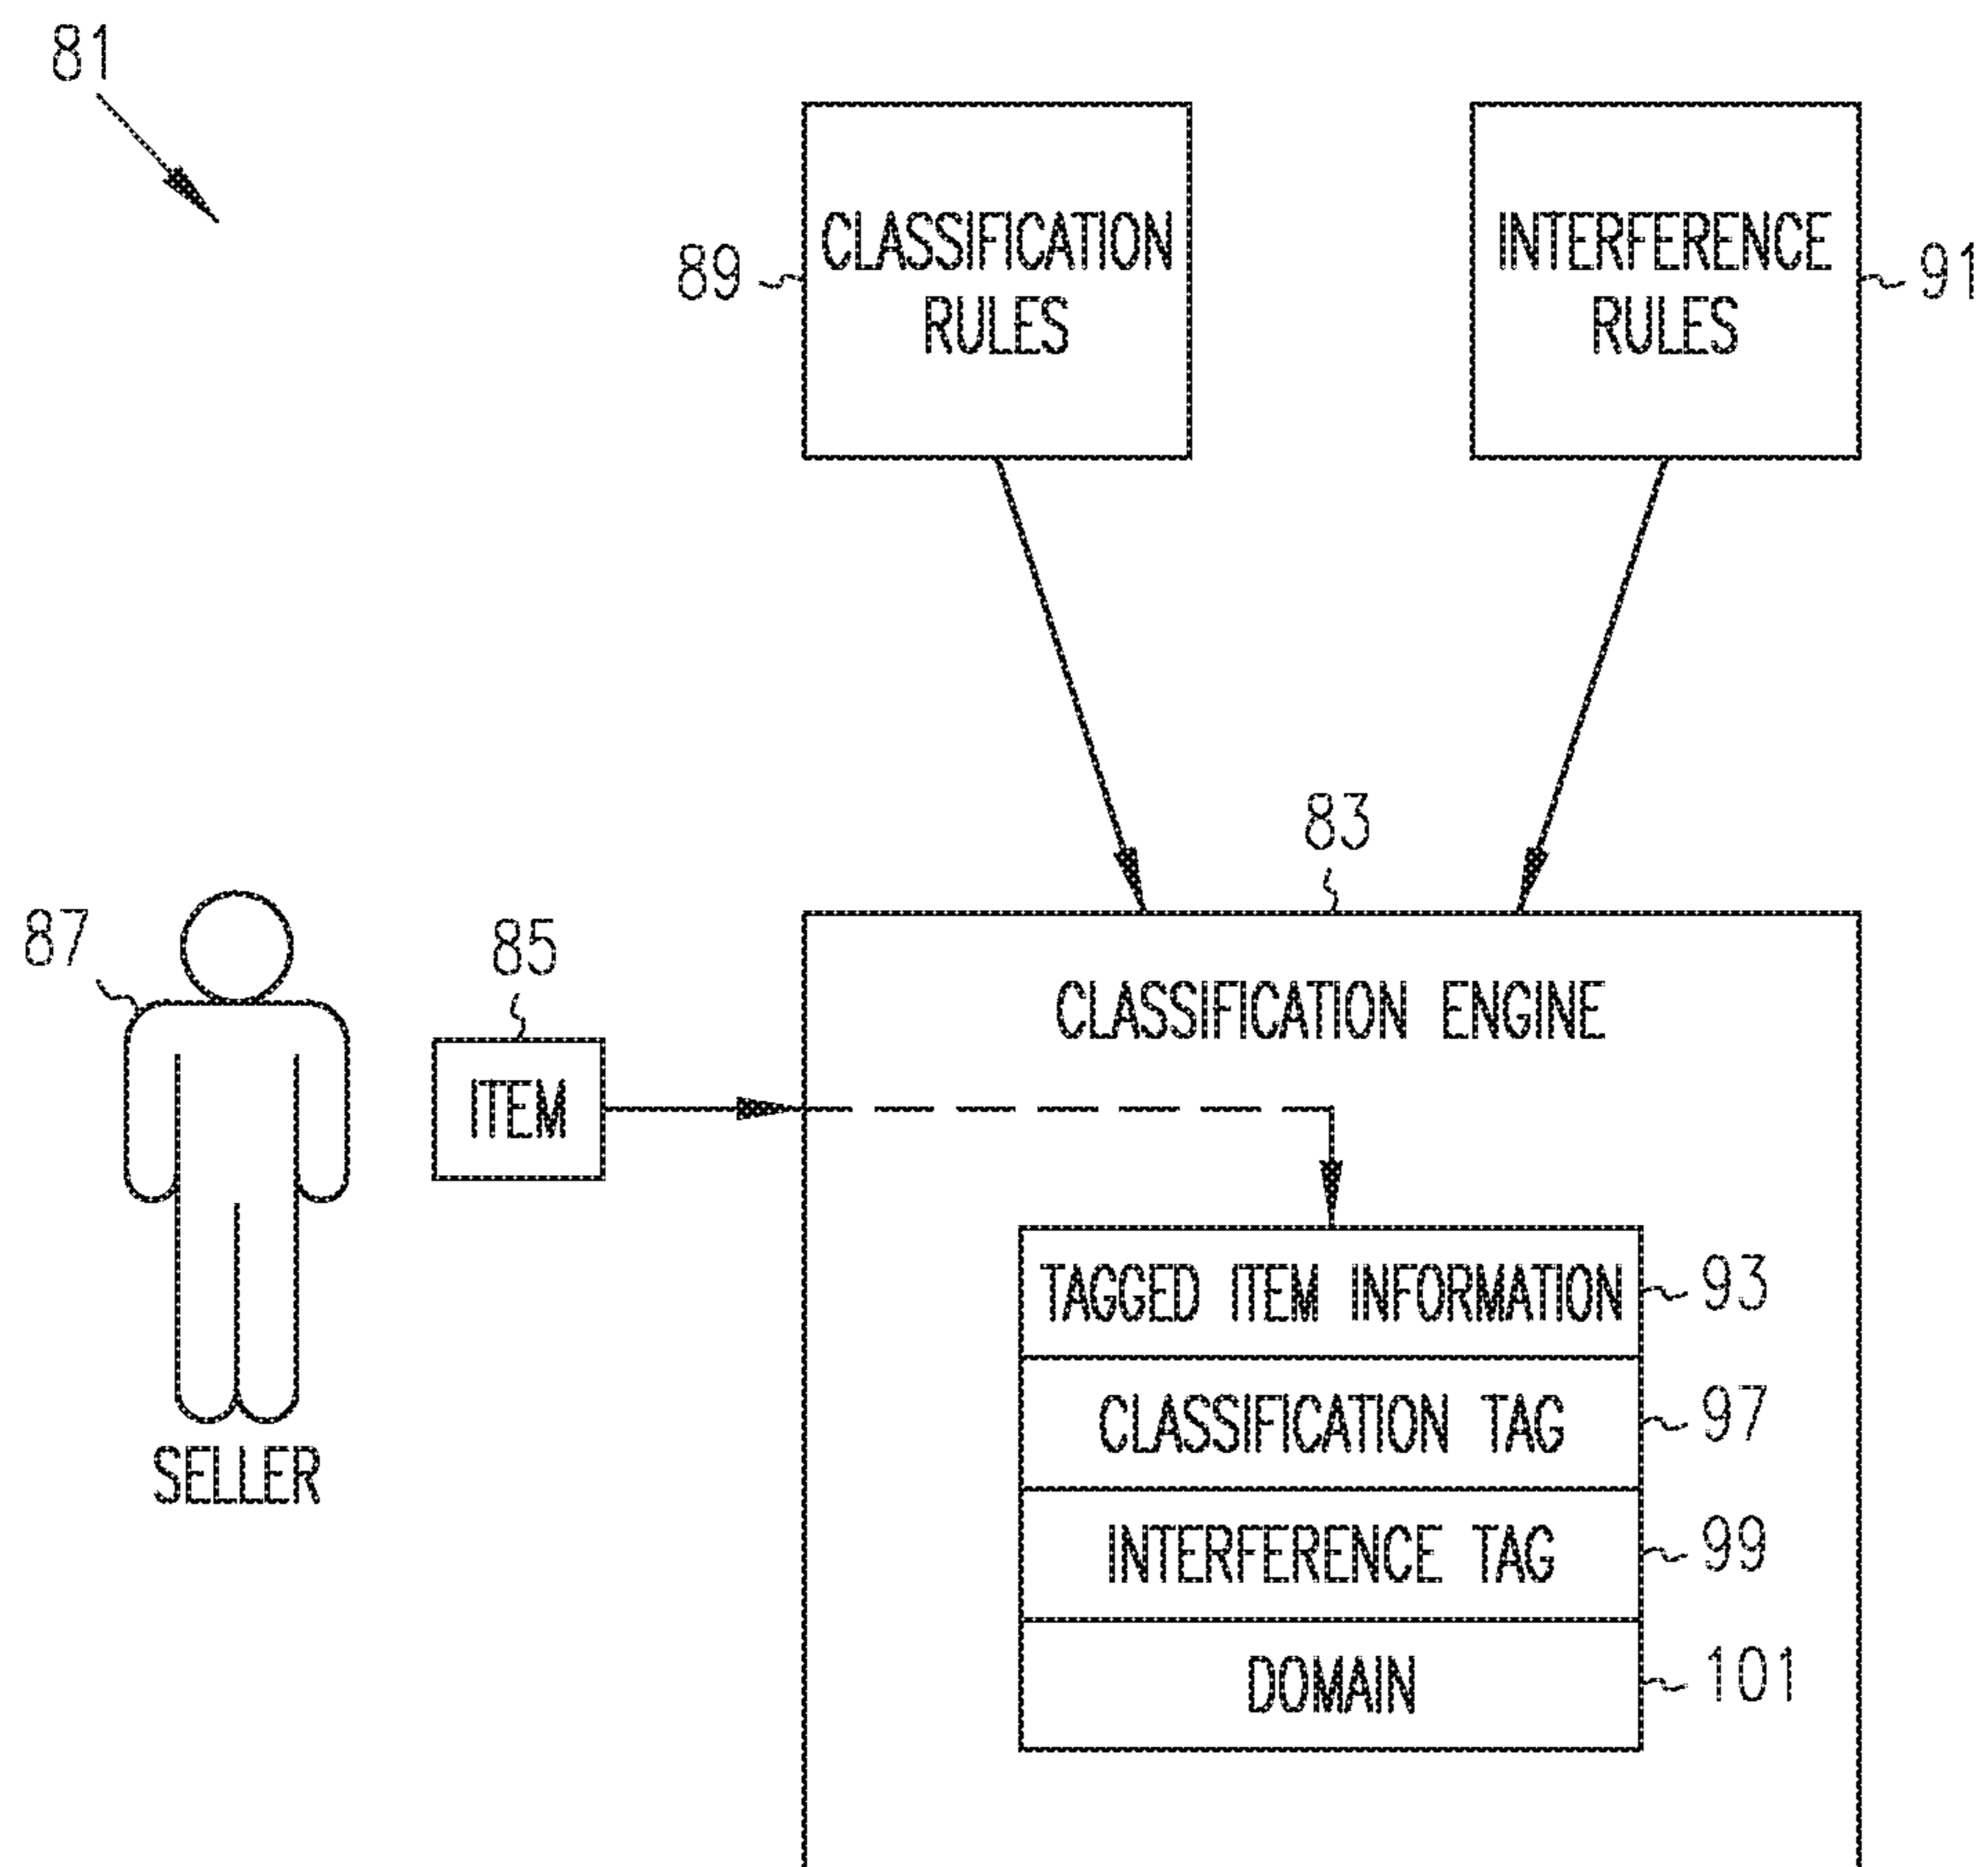 81
CLASSIFICATION
RULES
89
INTERFERENCE
RULES
91
83
87
85
CLASSIFICATION ENGINE
ITEM
TAGGED ITEM INFORMATION
93
CLASSIFICATION TAG
97
SELLER
INTERFERENCE TAG
99
DOMAIN
101